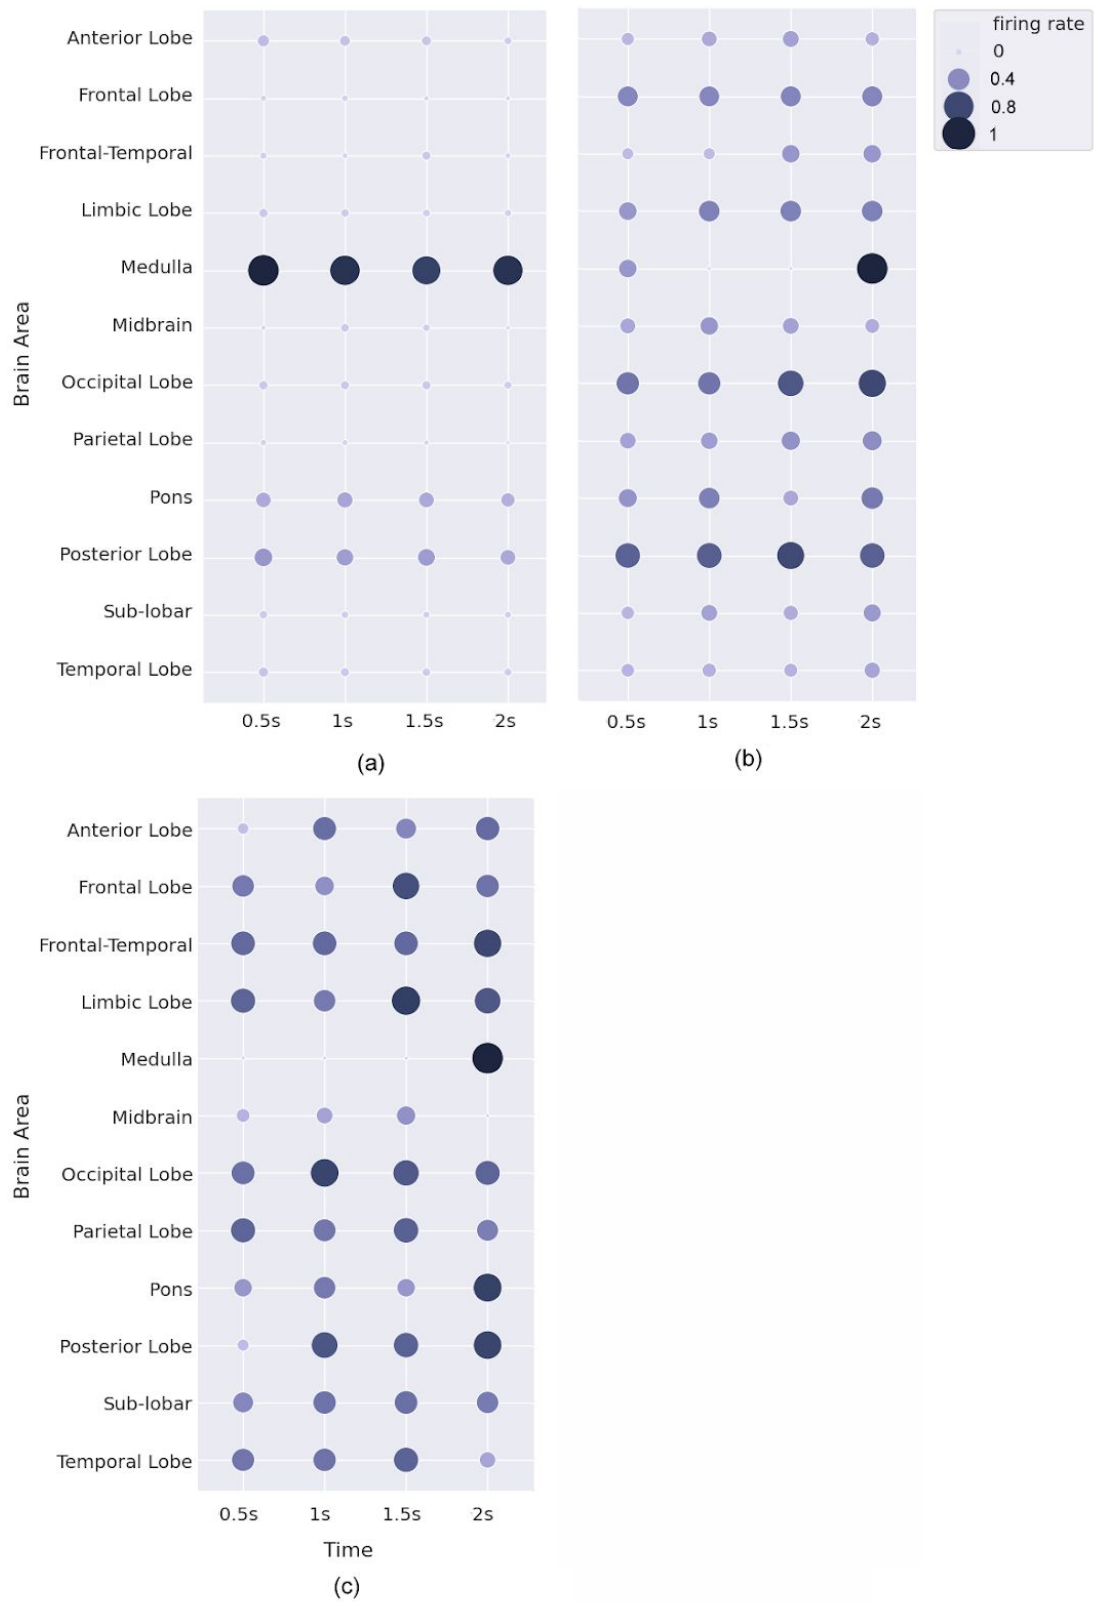 Anterior Lobe
Frontal Lobe
Frontal-Temporal
Limbic Lobe
Medulla
Midbrain
Occipital Lobe
Parietal Lobe
Pons
Posterior Lobe
Sub-lobar
Temporal Lobe
Brain Area
0.5s 1s 1.5s 2s
(a)
0.5s 1s 1.5s 2s
(b)
firing rate
0
0.4
0.8
1
Anterior Lobe
Frontal Lobe
Frontal-Temporal
Limbic Lobe
Medulla
Midbrain
Occipital Lobe
Parietal Lobe
Pons
Posterior Lobe
Sub-lobar
Temporal Lobe
Brain Area
0.5s 1s 1.5s 2s
Time
(c)